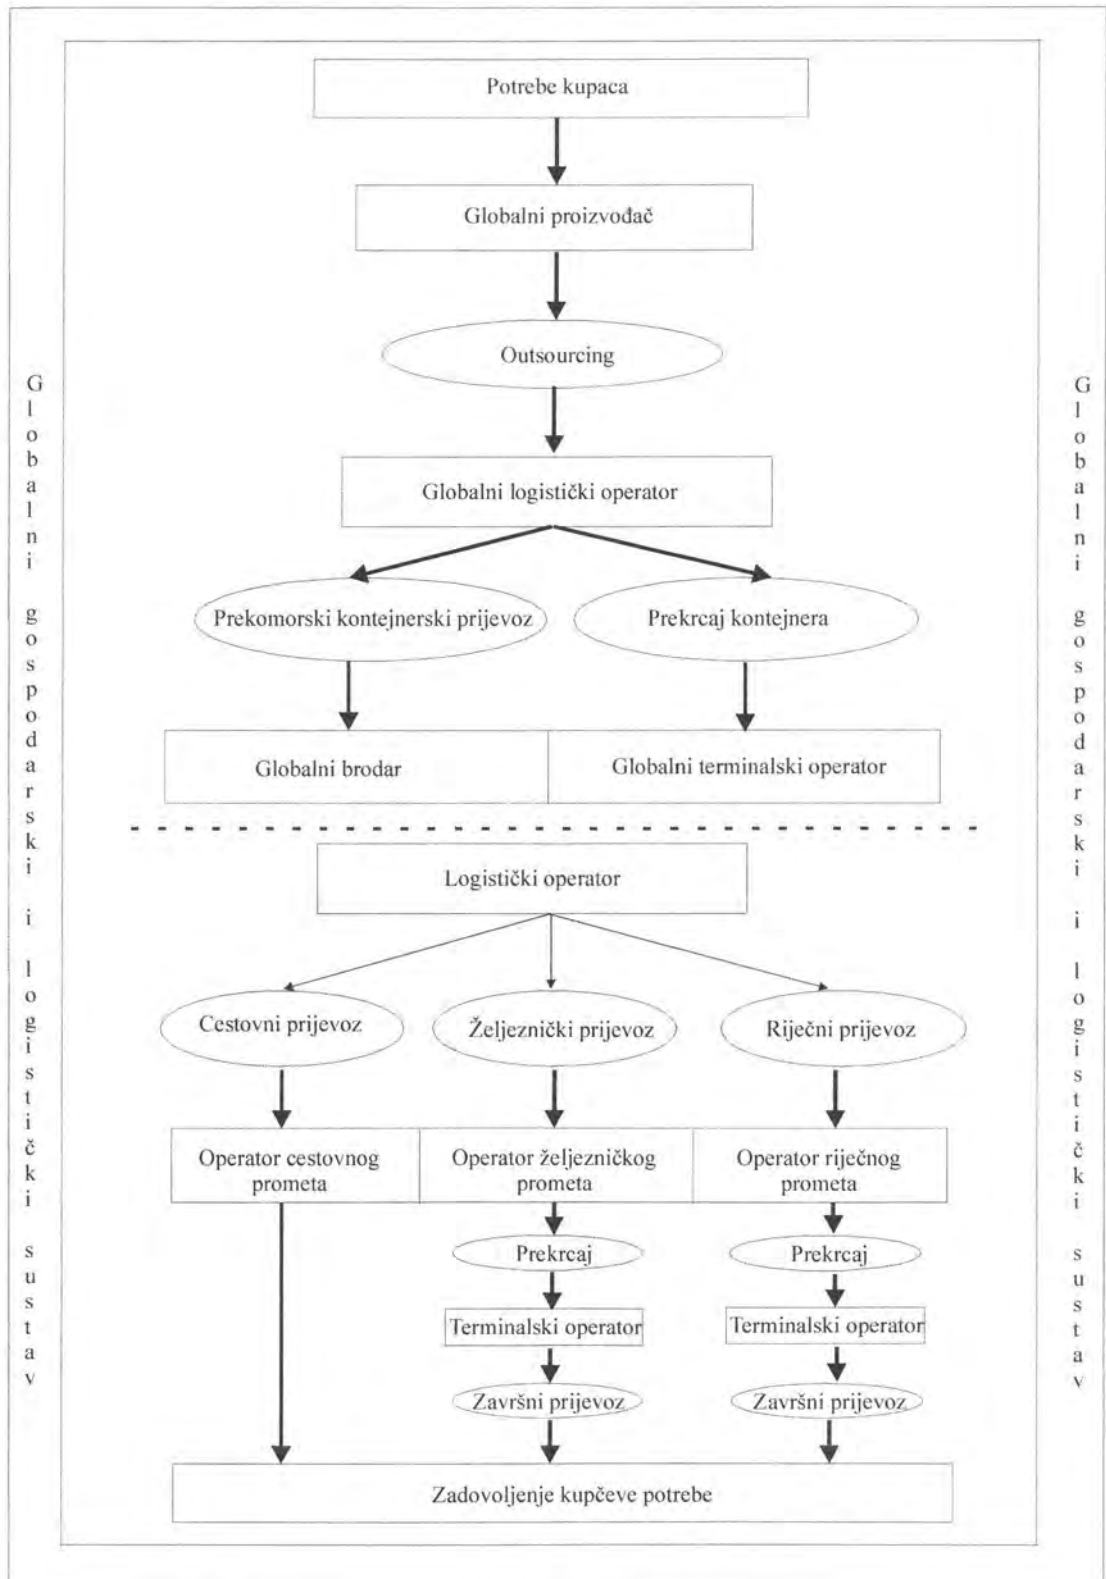 Globalni gospodarski i logistički sustav
Potrebe kupaca
Globalni proizvođač
Outsourcing
Globalni logistički operator
Prekomorski kontejnerski prijevoz
Prekrcaj kontejnera
Globalni brodar
Globalni terminalski operator
Logistički operator
Cestovni prijevoz
Željeznički prijevoz
Riječni prijevoz
Operator cestovnog
prometa
Operator željezničkog
prometa
Operator riječnog
prometa
Prekrcaj
Prekrcaj
Terminalski operator
Terminalski operator
Završni prijevoz
Završni prijevoz
Zadovoljenje kupčeve potrebe
Globalni gospodarski i logistički sustav